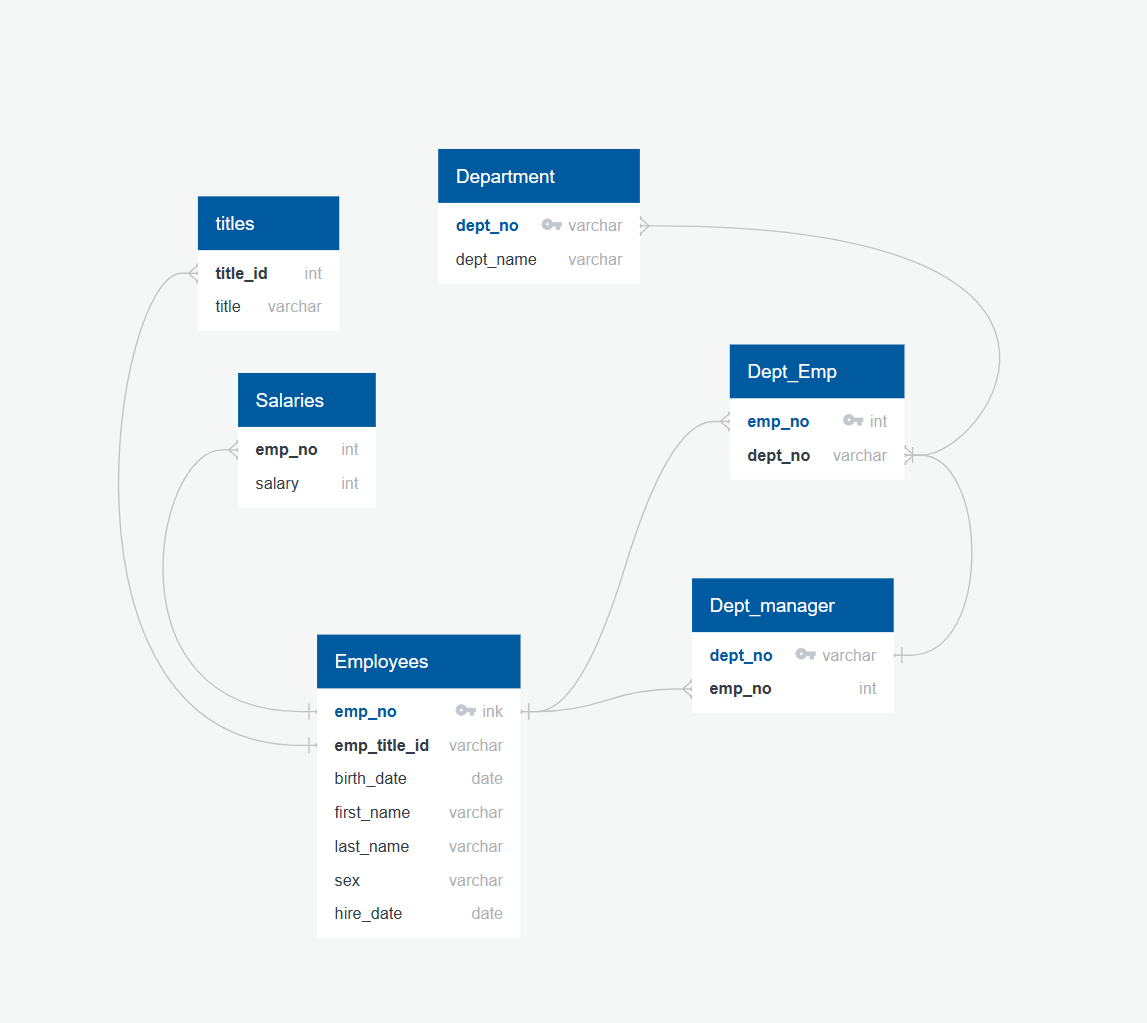 Department
dept_no varchar
dept_name varchar
titles
title_id int
title varchar
Salaries
emp_no int
salary int
Dept_Emp
emp_no int
dept_no varchar
Dept_manager
dept_no varchar
emp_no int
Employees
emp_no ink
emp_title_id varchar
birth_date date
first_name varchar
last_name varchar
sex varchar
hire_date date